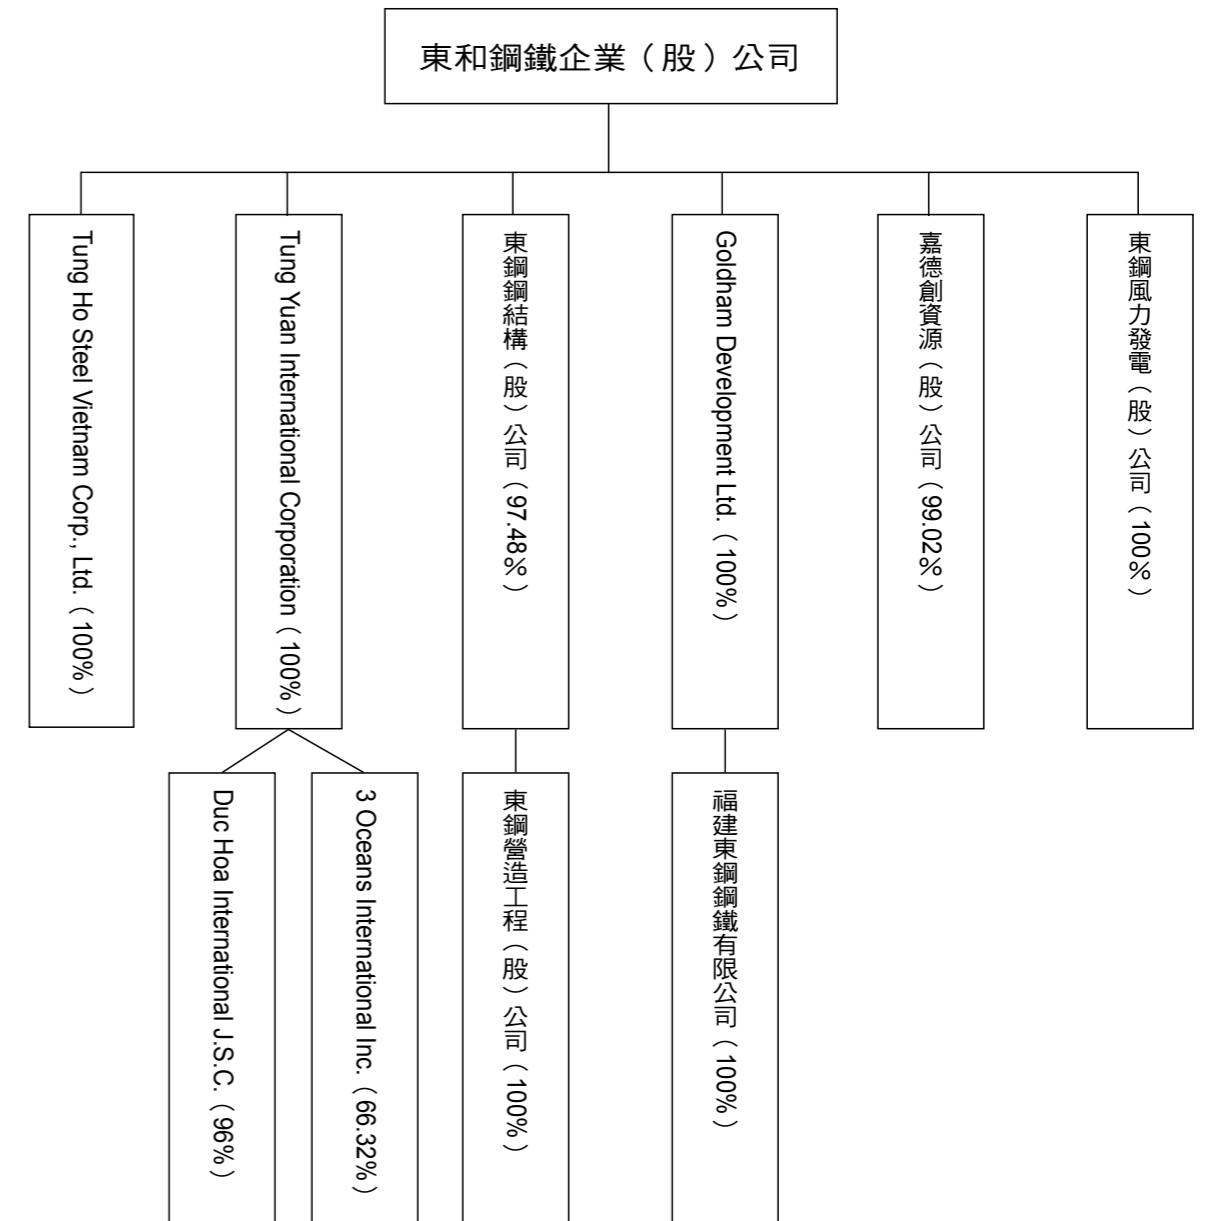 東和鋼鐵企業（股）公司
Tung Ho Steel Vietnam Corp., Ltd.（100%）
Tung Yuan International Corporation（100%）
東鋼鋼結構（股）公司（97.48%）
Goldham Development Ltd.（100%）
嘉德創資源（股）公司（99.02%）
東鋼風力發電（股）公司（100%）
Duc Hoa International J.S.C.（96%）
3 Oceans International Inc.（66.32%）
東鋼營造工程（股）公司（100%）
福建東鋼鋼鐵有限公司（100%）